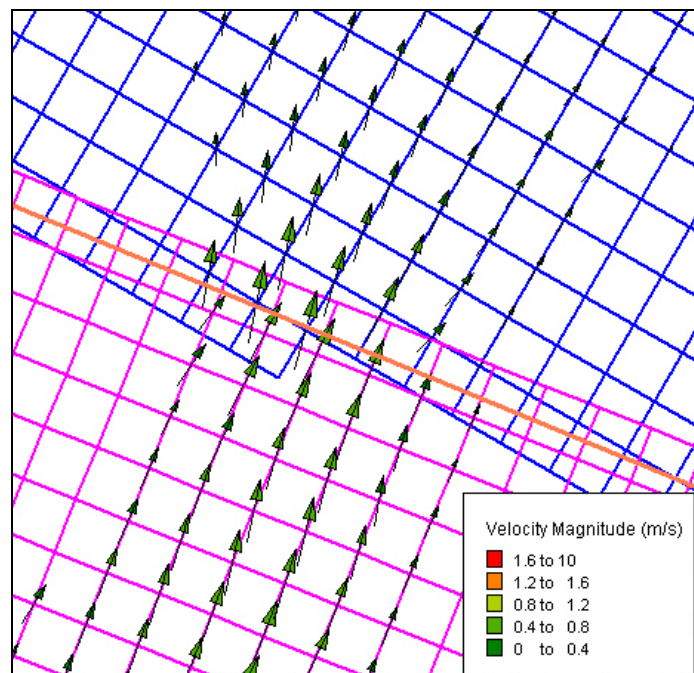 Velocity Magnitude (m/s)
1.6 to 10
1.2 to 1.6
0.8 to 1.2
0.4 to 0.8
0 to 0.4